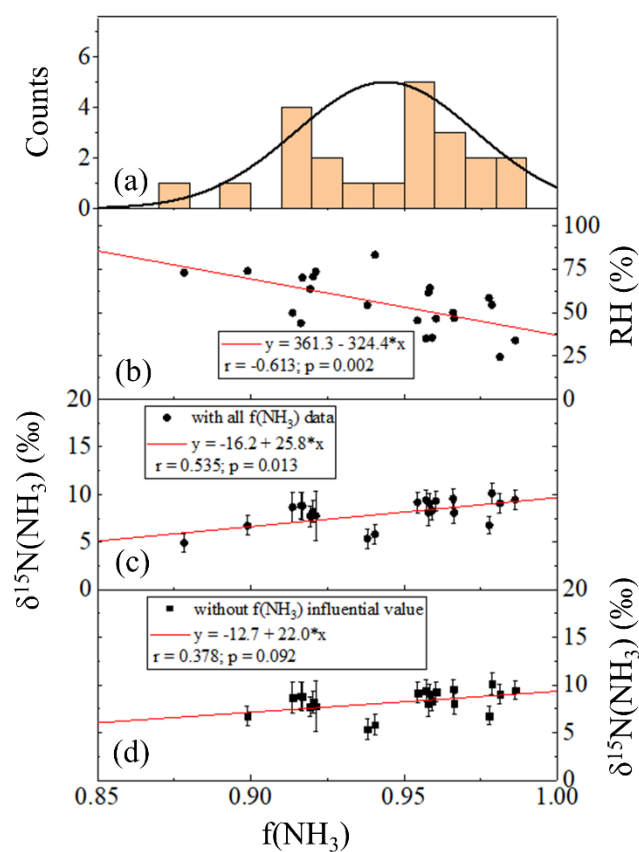 6
4
2
0
Counts
(a)
100
75
50
25
0
RH (%)
y = 361.3 - 324.4*x
r = -0.613; p = 0.002
(b)
20
15
10
5
0
δ¹⁵N(NH₃) (‰)
with all f(NH₃) data
y = -16.2 + 25.8*x
r = 0.535; p = 0.013
(c)
20
15
10
5
0
δ¹⁵N(NH₃) (‰)
without f(NH₃) influential value
y = -12.7 + 22.0*x
r = 0.378; p = 0.092
(d)
0.85 0.90 0.95 1.00
f(NH₃)